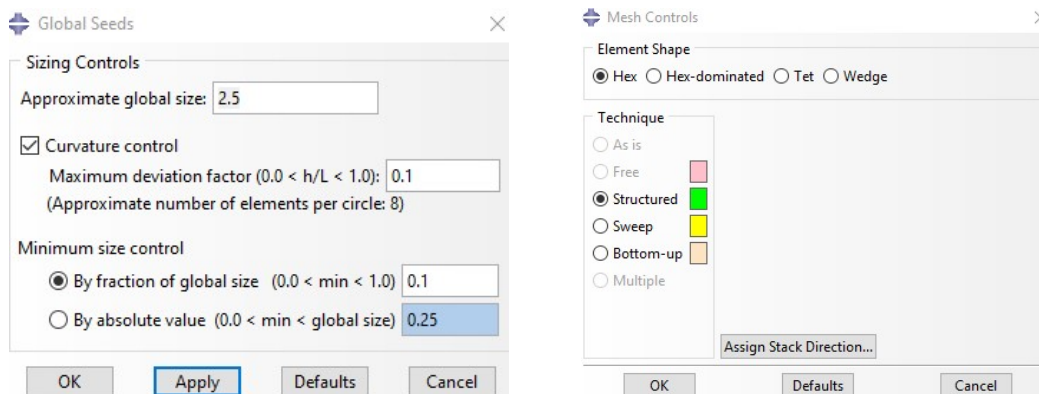 Global Seeds
Sizing Controls
Approximate global size: 2.5
Curvature control
Maximum deviation factor (0.0 < h/L < 1.0): 0.1
(Approximate number of elements per circle: 8)
Minimum size control
By fraction of global size (0.0 < min < 1.0) 0.1
By absolute value (0.0 < min < global size) 0.25
OK Apply Defaults Cancel
Mesh Controls
Element Shape
Hex Hex-dominated Tet Wedge
Technique
As is
Free
Structured
Sweep
Bottom-up
Multiple
Assign Stack Direction...
OK Defaults Cancel